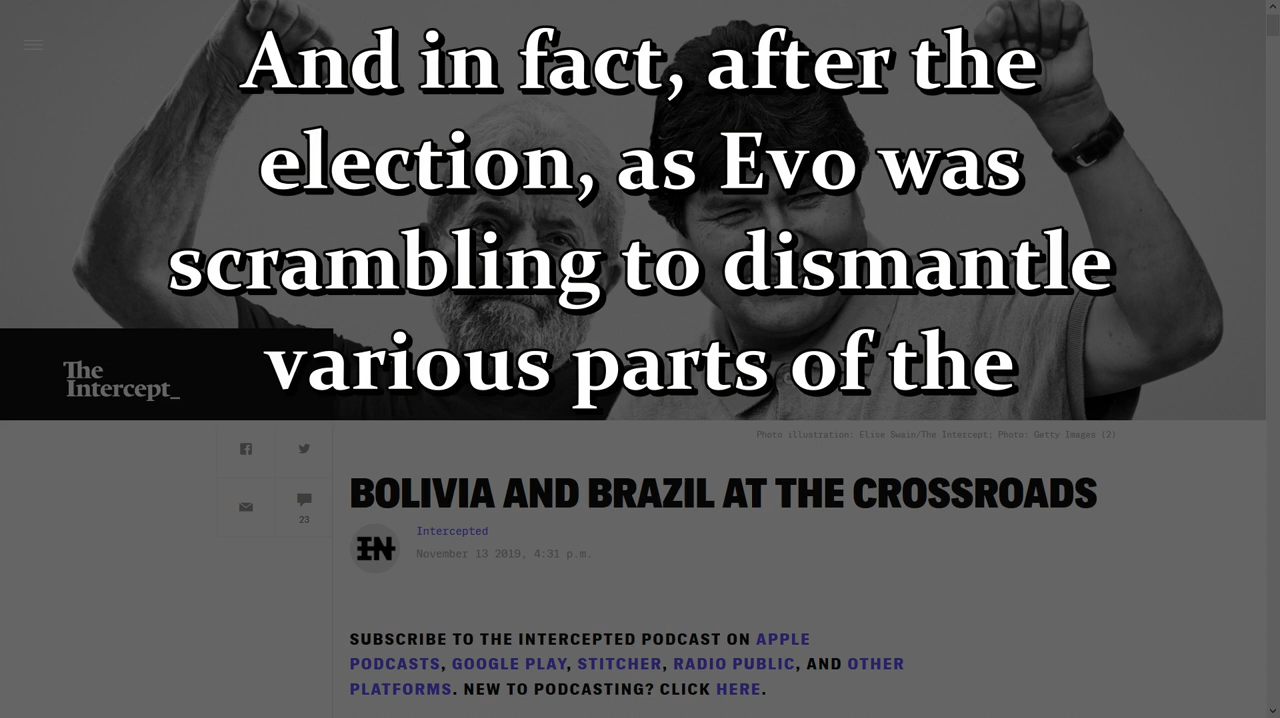 And in fact, after the
election, as Evo was
scrambling to dismantle
various parts of the
The
Intercept_
Photo illustration: Elise Swain/The Intercept; Photo: Getty Images (2)
BOLIVIA AND BRAZIL AT THE CROSSROADS
IN
Intercepted
November 13 2019, 4:31 p.m.
23
SUBSCRIBE TO THE INTERCEPTED PODCAST ON APPLE
PODCASTS, GOOGLE PLAY, STITCHER, RADIO PUBLIC, AND OTHER
PLATFORMS. NEW TO PODCASTING? CLICK HERE.